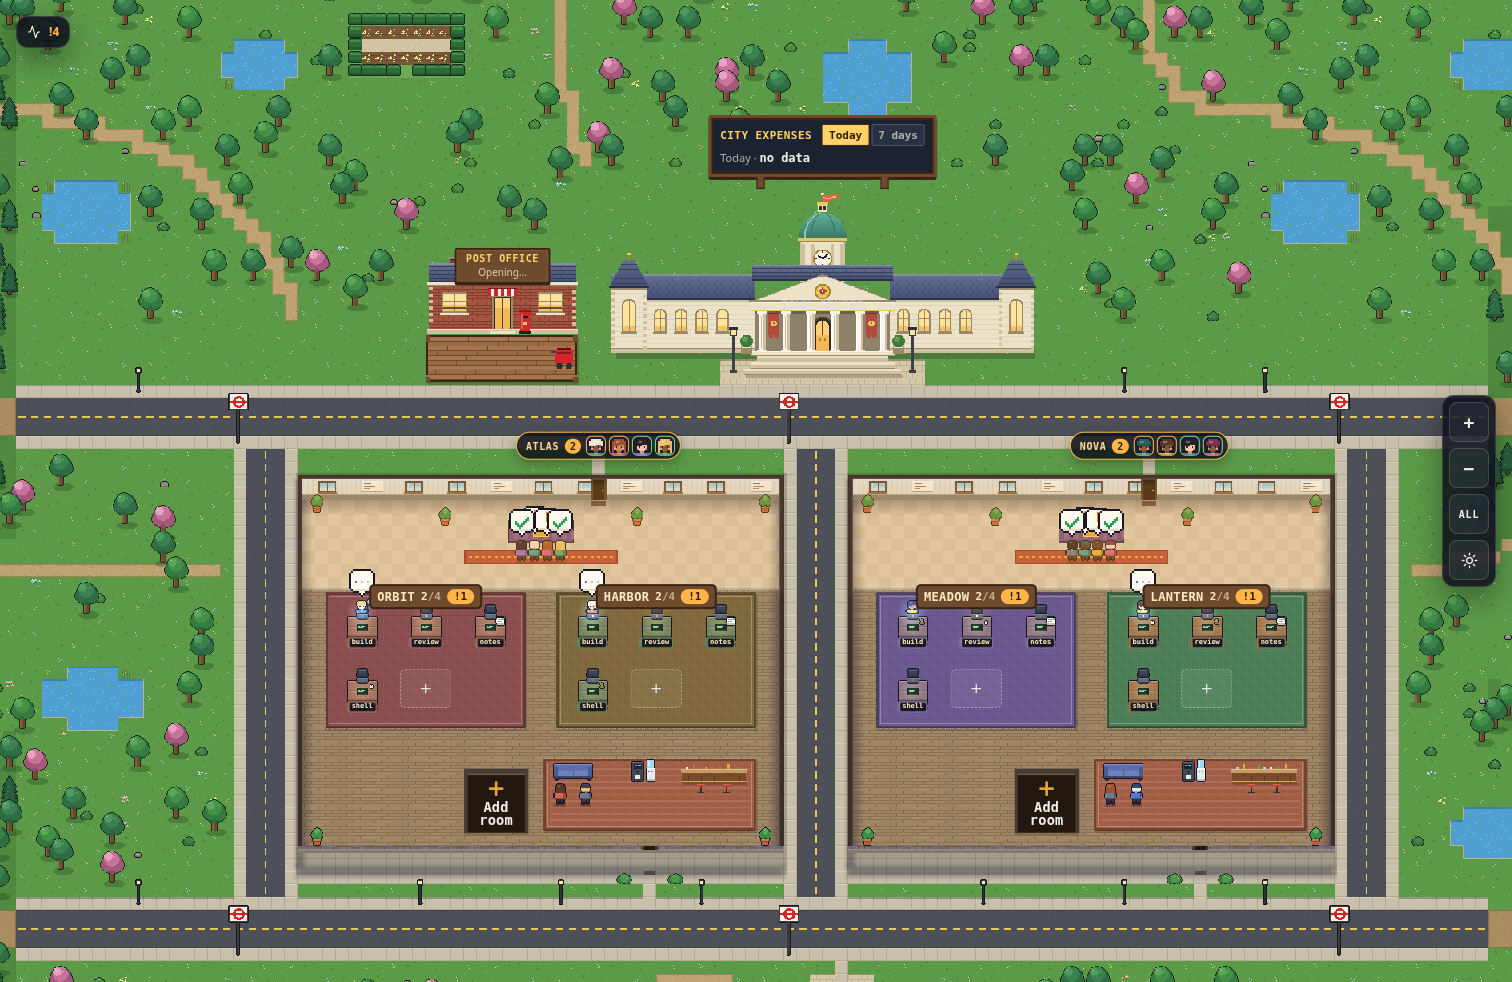 !4
CITY EXPENSES Today 7 days
Today · no data
POST OFFICE
Opening...
ATLAS 2
NOVA 2
+
−
ALL
ORBIT 2/4 !1
HARBOR 2/4 !1
MEADOW 2/4 !1
LANTERN 2/4 !1
build review notes
build review notes
build review notes
build review notes
shell +
shell +
shell +
shell +
+
Add
room
+
Add
room